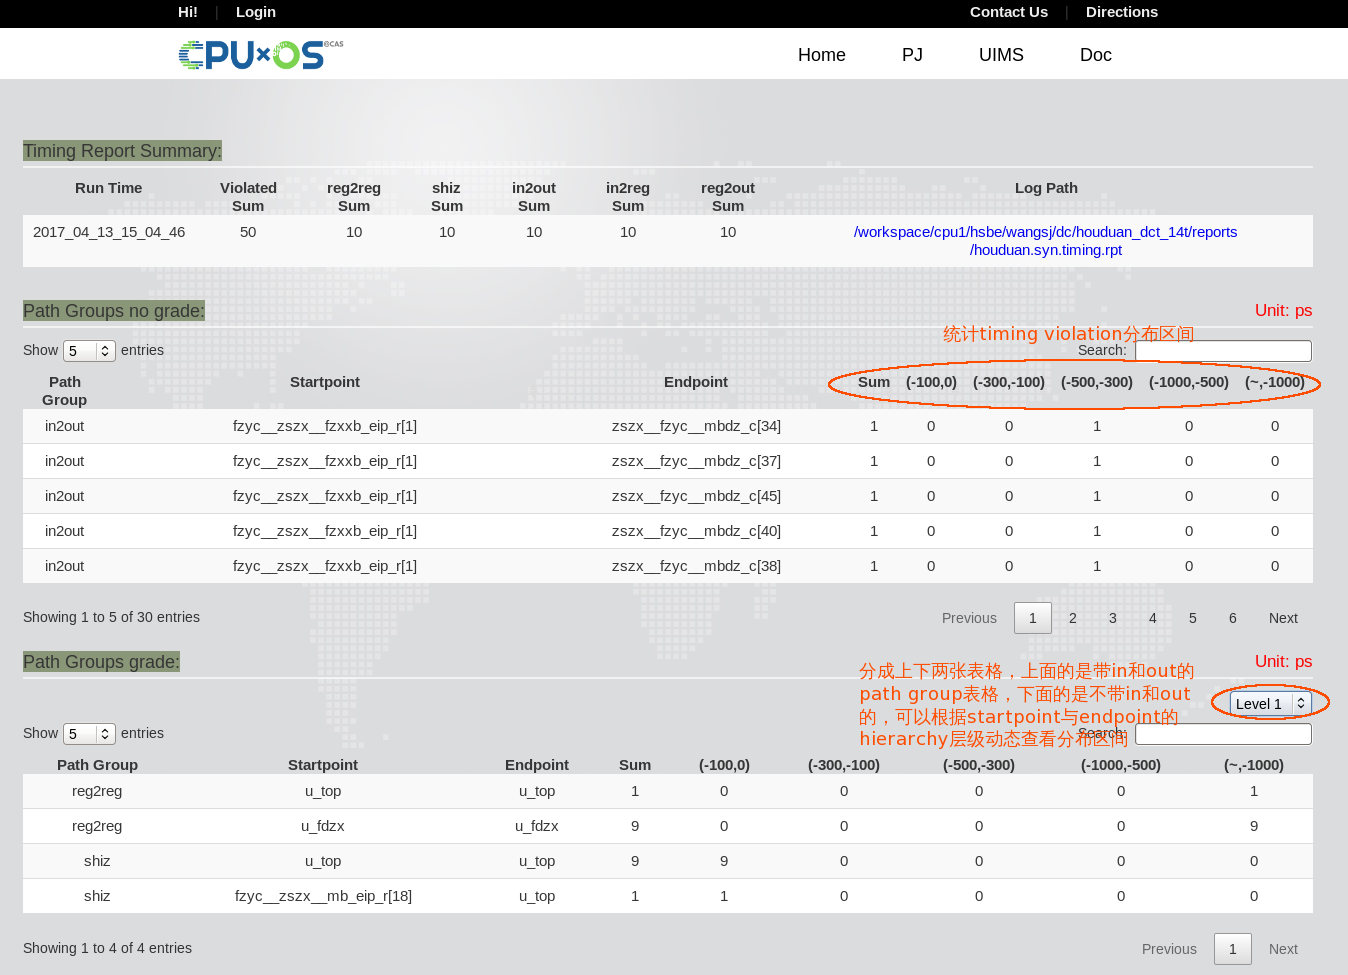 Hi! | Login Contact Us | Directions
CPU×OS @CAS Home PJ UIMS Doc
Timing Report Summary:
Run Time Violated Sum reg2reg Sum shiz Sum in2out Sum in2reg Sum reg2out Sum Log Path
2017_04_13_15_04_46 50 10 10 10 10 10 /workspace/cpu1/hsbe/wangsj/dc/houduan_dct_14t/reports
/houduan.syn.timing.rpt
Path Groups no grade: Unit: ps
统计timing violation分布区间
Show 5 entries Search:
Path Group Startpoint Endpoint Sum (-100,0) (-300,-100) (-500,-300) (-1000,-500) (~,-1000)
in2out fzyc__zszx__fzxxb_eip_r[1] zszx__fzyc__mbdz_c[34] 1 0 0 1 0 0
in2out fzyc__zszx__fzxxb_eip_r[1] zszx__fzyc__mbdz_c[37] 1 0 0 1 0 0
in2out fzyc__zszx__fzxxb_eip_r[1] zszx__fzyc__mbdz_c[45] 1 0 0 1 0 0
in2out fzyc__zszx__fzxxb_eip_r[1] zszx__fzyc__mbdz_c[40] 1 0 0 1 0 0
in2out fzyc__zszx__fzxxb_eip_r[1] zszx__fzyc__mbdz_c[38] 1 0 0 1 0 0
Showing 1 to 5 of 30 entries Previous 1 2 3 4 5 6 Next
Path Groups grade: Unit: ps
分成上下两张表格，上面的是带in和out的
path group表格，下面的是不带in和out
的，可以根据startpoint与endpoint的
hierarchy层级动态查看分布区间
Level 1
Show 5 entries Search:
Path Group Startpoint Endpoint Sum (-100,0) (-300,-100) (-500,-300) (-1000,-500) (~,-1000)
reg2reg u_top u_top 1 0 0 0 0 1
reg2reg u_fdzx u_fdzx 9 0 0 0 0 9
shiz u_top u_top 9 9 0 0 0 0
shiz fzyc__zszx__mb_eip_r[18] u_top 1 1 0 0 0 0
Showing 1 to 4 of 4 entries Previous 1 Next